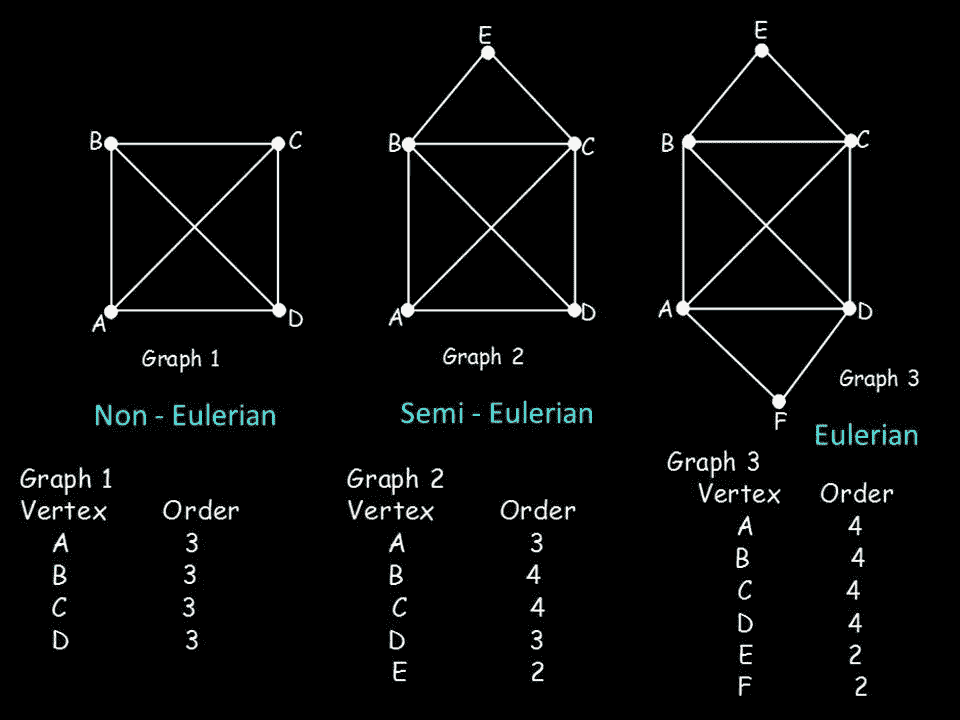 B C
A D
Graph 1
Non - Eulerian
E
B C
A D
Graph 2
Semi - Eulerian
E
B C
A D
F
Graph 3
Eulerian
Graph 1
Vertex Order
A 3
B 3
C 3
D 3
Graph 2
Vertex Order
A 3
B 4
C 4
D 3
E 2
Graph 3
Vertex Order
A 4
B 4
C 4
D 4
E 2
F 2